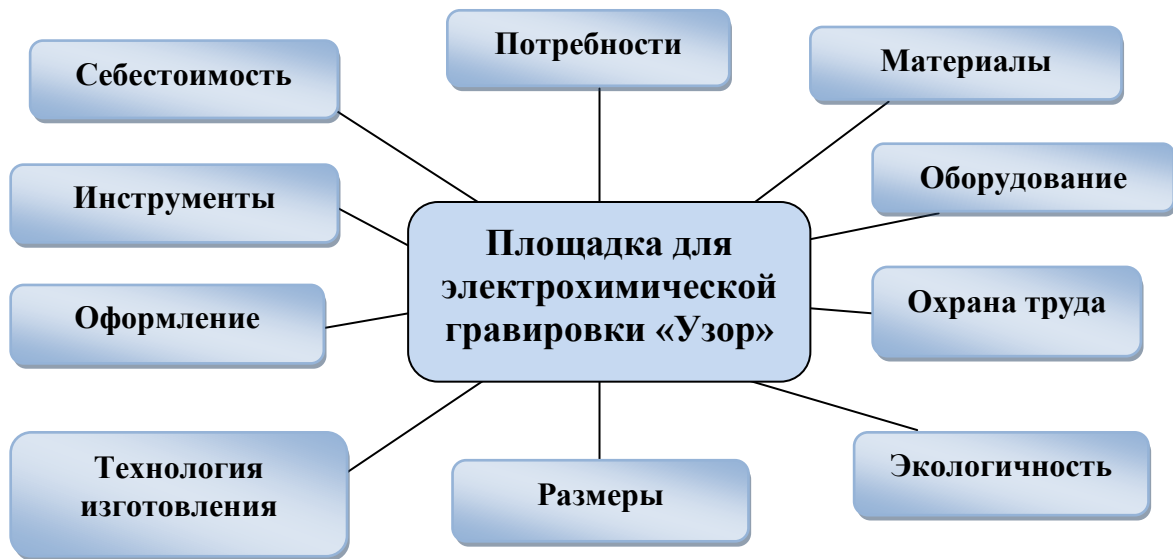 Потребности
Себестоимость
Материалы
Инструменты
Оборудование
Площадка для
электрохимической
гравировки «Узор»
Оформление
Охрана труда
Технология
изготовления
Размеры
Экологичность